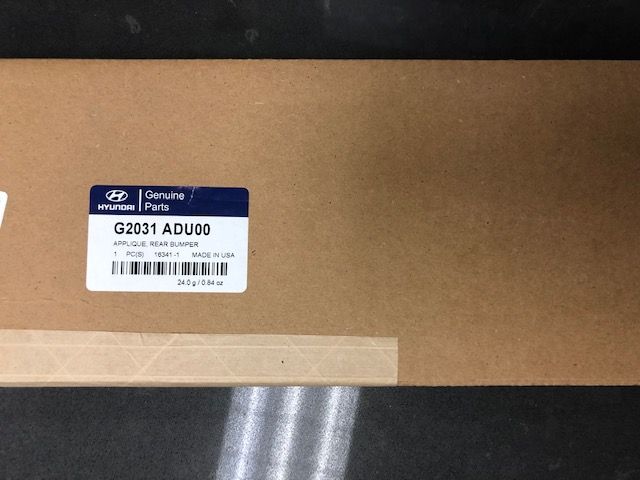 HYUNDAI
Genuine
Parts
G2031 ADU00
APPLIQUE, REAR BUMPER
1 PC(S) 16341 -1 MADE IN USA
24.0 g / 0.84 oz